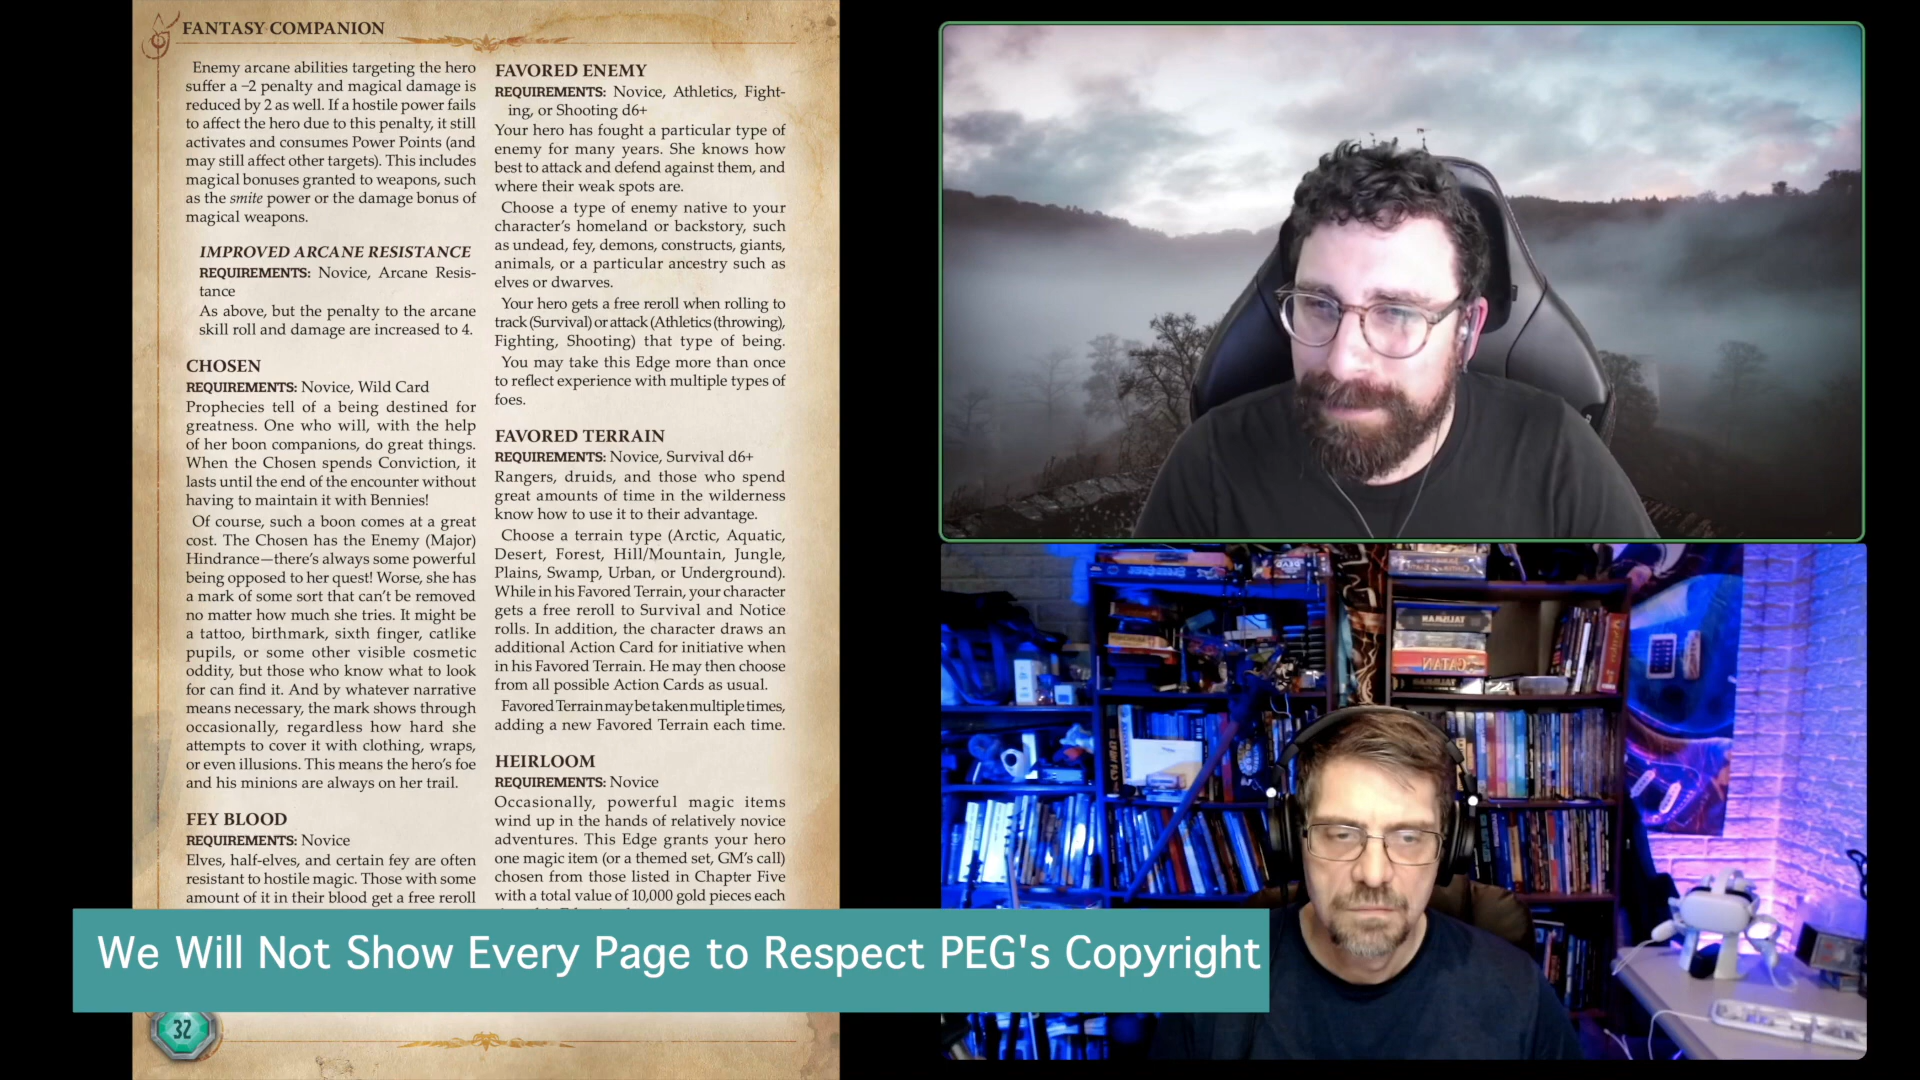 FANTASY COMPANION
Enemy arcane abilities targeting the hero
suffer a –2 penalty and magical damage is
reduced by 2 as well. If a hostile power fails
to affect the hero due to this penalty, it still
activates and consumes Power Points (and
may still affect other targets). This includes
magical bonuses granted to weapons, such
as the smite power or the damage bonus of
magical weapons.
IMPROVED ARCANE RESISTANCE
REQUIREMENTS: Novice, Arcane Resis-
tance
As above, but the penalty to the arcane
skill roll and damage are increased to 4.
CHOSEN
REQUIREMENTS: Novice, Wild Card
Prophecies tell of a being destined for
greatness. One who will, with the help
of her boon companions, do great things.
When the Chosen spends Conviction, it
lasts until the end of the encounter without
having to maintain it with Bennies!
Of course, such a boon comes at a great
cost. The Chosen has the Enemy (Major)
Hindrance—there's always some powerful
being opposed to her quest! Worse, she has
a mark of some sort that can't be removed
no matter how much she tries. It might be
a tattoo, birthmark, sixth finger, catlike
pupils, or some other visible cosmetic
oddity, but those who know what to look
for can find it. And by whatever narrative
means necessary, the mark shows through
occasionally, regardless how hard she
attempts to cover it with clothing, wraps,
or even illusions. This means the hero's foe
and his minions are always on her trail.
FEY BLOOD
REQUIREMENTS: Novice
Elves, half-elves, and certain fey are often
resistant to hostile magic. Those with some
amount of it in their blood get a free reroll
FAVORED ENEMY
REQUIREMENTS: Novice, Athletics, Fight-
ing, or Shooting d6+
Your hero has fought a particular type of
enemy for many years. She knows how
best to attack and defend against them, and
where their weak spots are.
Choose a type of enemy native to your
character's homeland or backstory, such
as undead, fey, demons, constructs, giants,
animals, or a particular ancestry such as
elves or dwarves.
Your hero gets a free reroll when rolling to
track (Survival) or attack (Athletics (throwing),
Fighting, Shooting) that type of being.
You may take this Edge more than once
to reflect experience with multiple types of
foes.
FAVORED TERRAIN
REQUIREMENTS: Novice, Survival d6+
Rangers, druids, and those who spend
great amounts of time in the wilderness
know how to use it to their advantage.
Choose a terrain type (Arctic, Aquatic,
Desert, Forest, Hill/Mountain, Jungle,
Plains, Swamp, Urban, or Underground).
While in his Favored Terrain, your character
gets a free reroll to Survival and Notice
rolls. In addition, the character draws an
additional Action Card for initiative when
in his Favored Terrain. He may then choose
from all possible Action Cards as usual.
Favored Terrain may be taken multiple times,
adding a new Favored Terrain each time.
HEIRLOOM
REQUIREMENTS: Novice
Occasionally, powerful magic items
wind up in the hands of relatively novice
adventures. This Edge grants your hero
one magic item (or a themed set, GM's call)
chosen from those listed in Chapter Five
with a total value of 10,000 gold pieces each
We Will Not Show Every Page to Respect PEG's Copyright
32
TALISMAN
CATAN